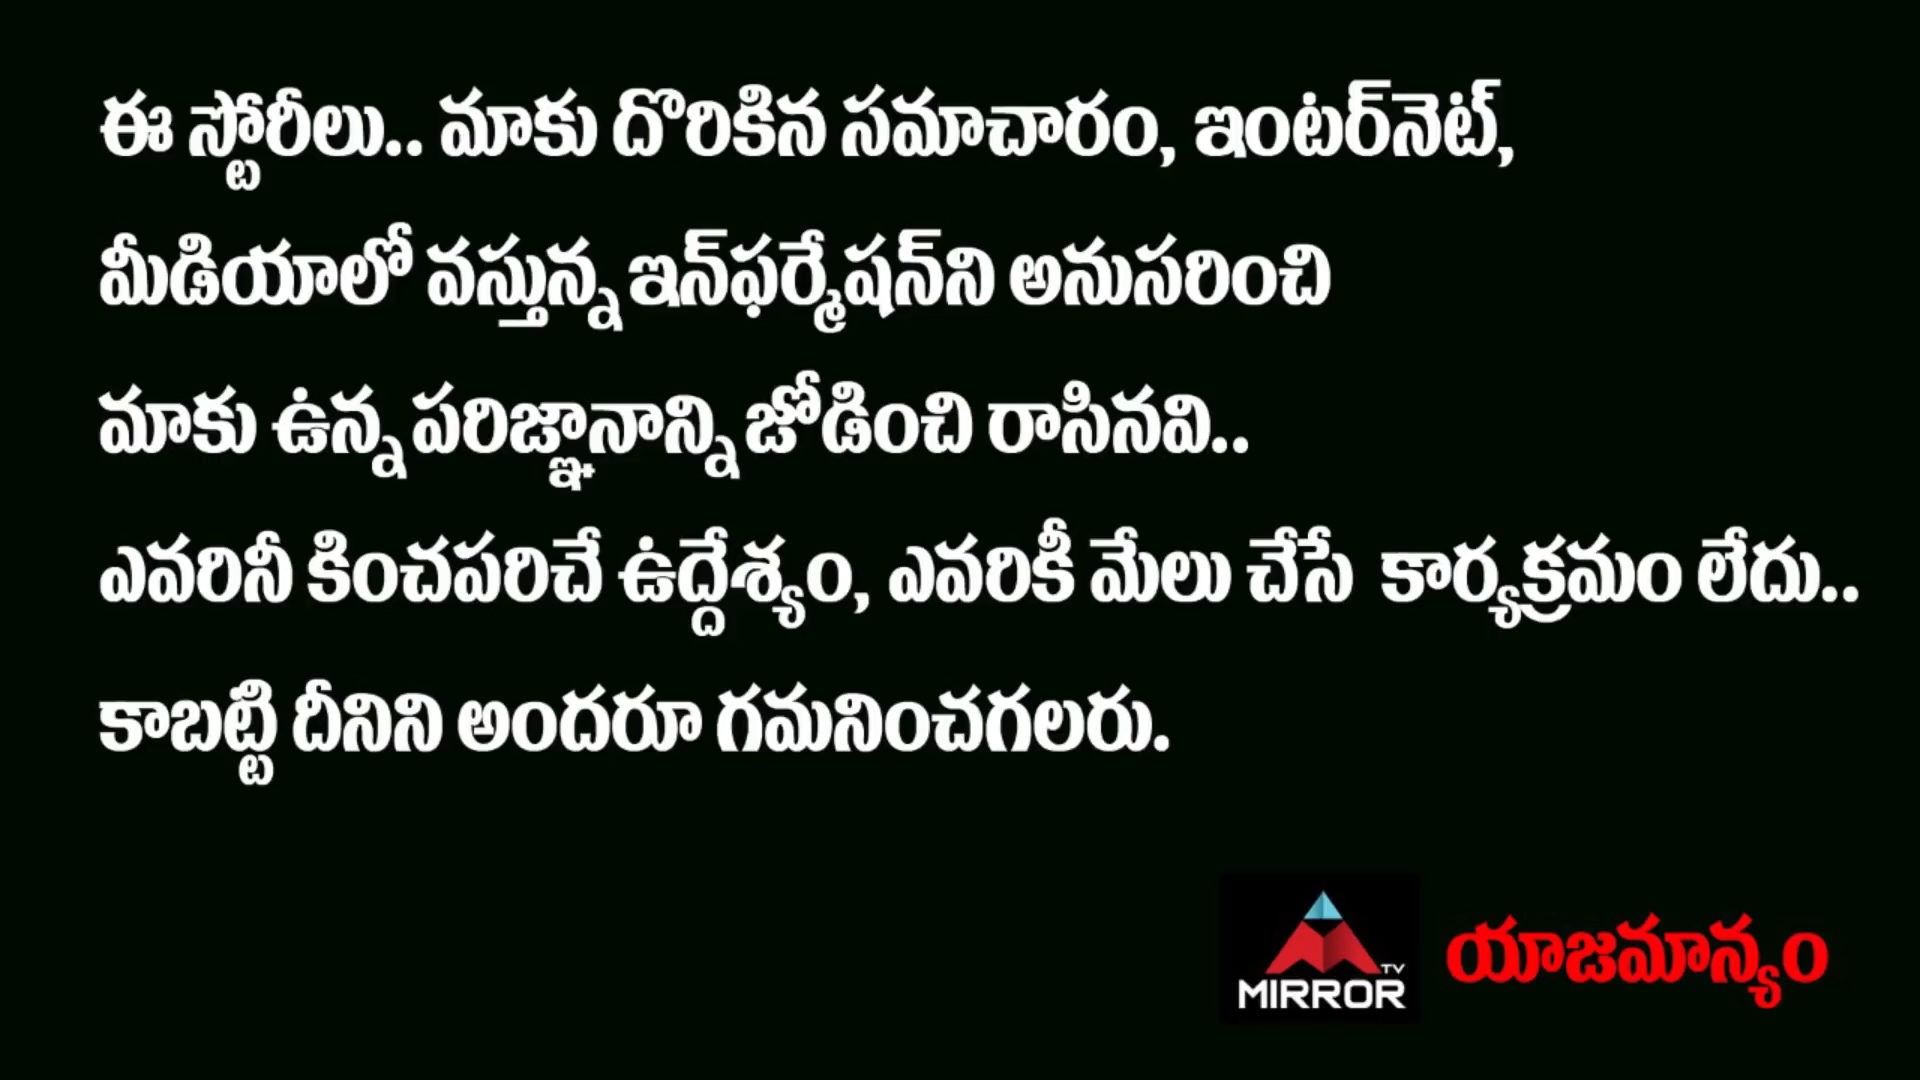 ఈ స్టోరీలు.. మాకు దొరికిన సమాచారం, ఇంటర్‌నెట్,
మీడియాలో వస్తున్న ఇన్‌ఫర్మేషన్‌ని అనుసరించి
మాకు ఉన్న పరిజ్ఞానాన్ని జోడించి రాసినవి..
ఎవరినీ కించపరిచే ఉద్దేశ్యం, ఎవరికీ మేలు చేసే కార్యక్రమం లేదు..
కాబట్టి దీనిని అందరూ గమనించగలరు.
TV
MIRROR యాజమాన్యం